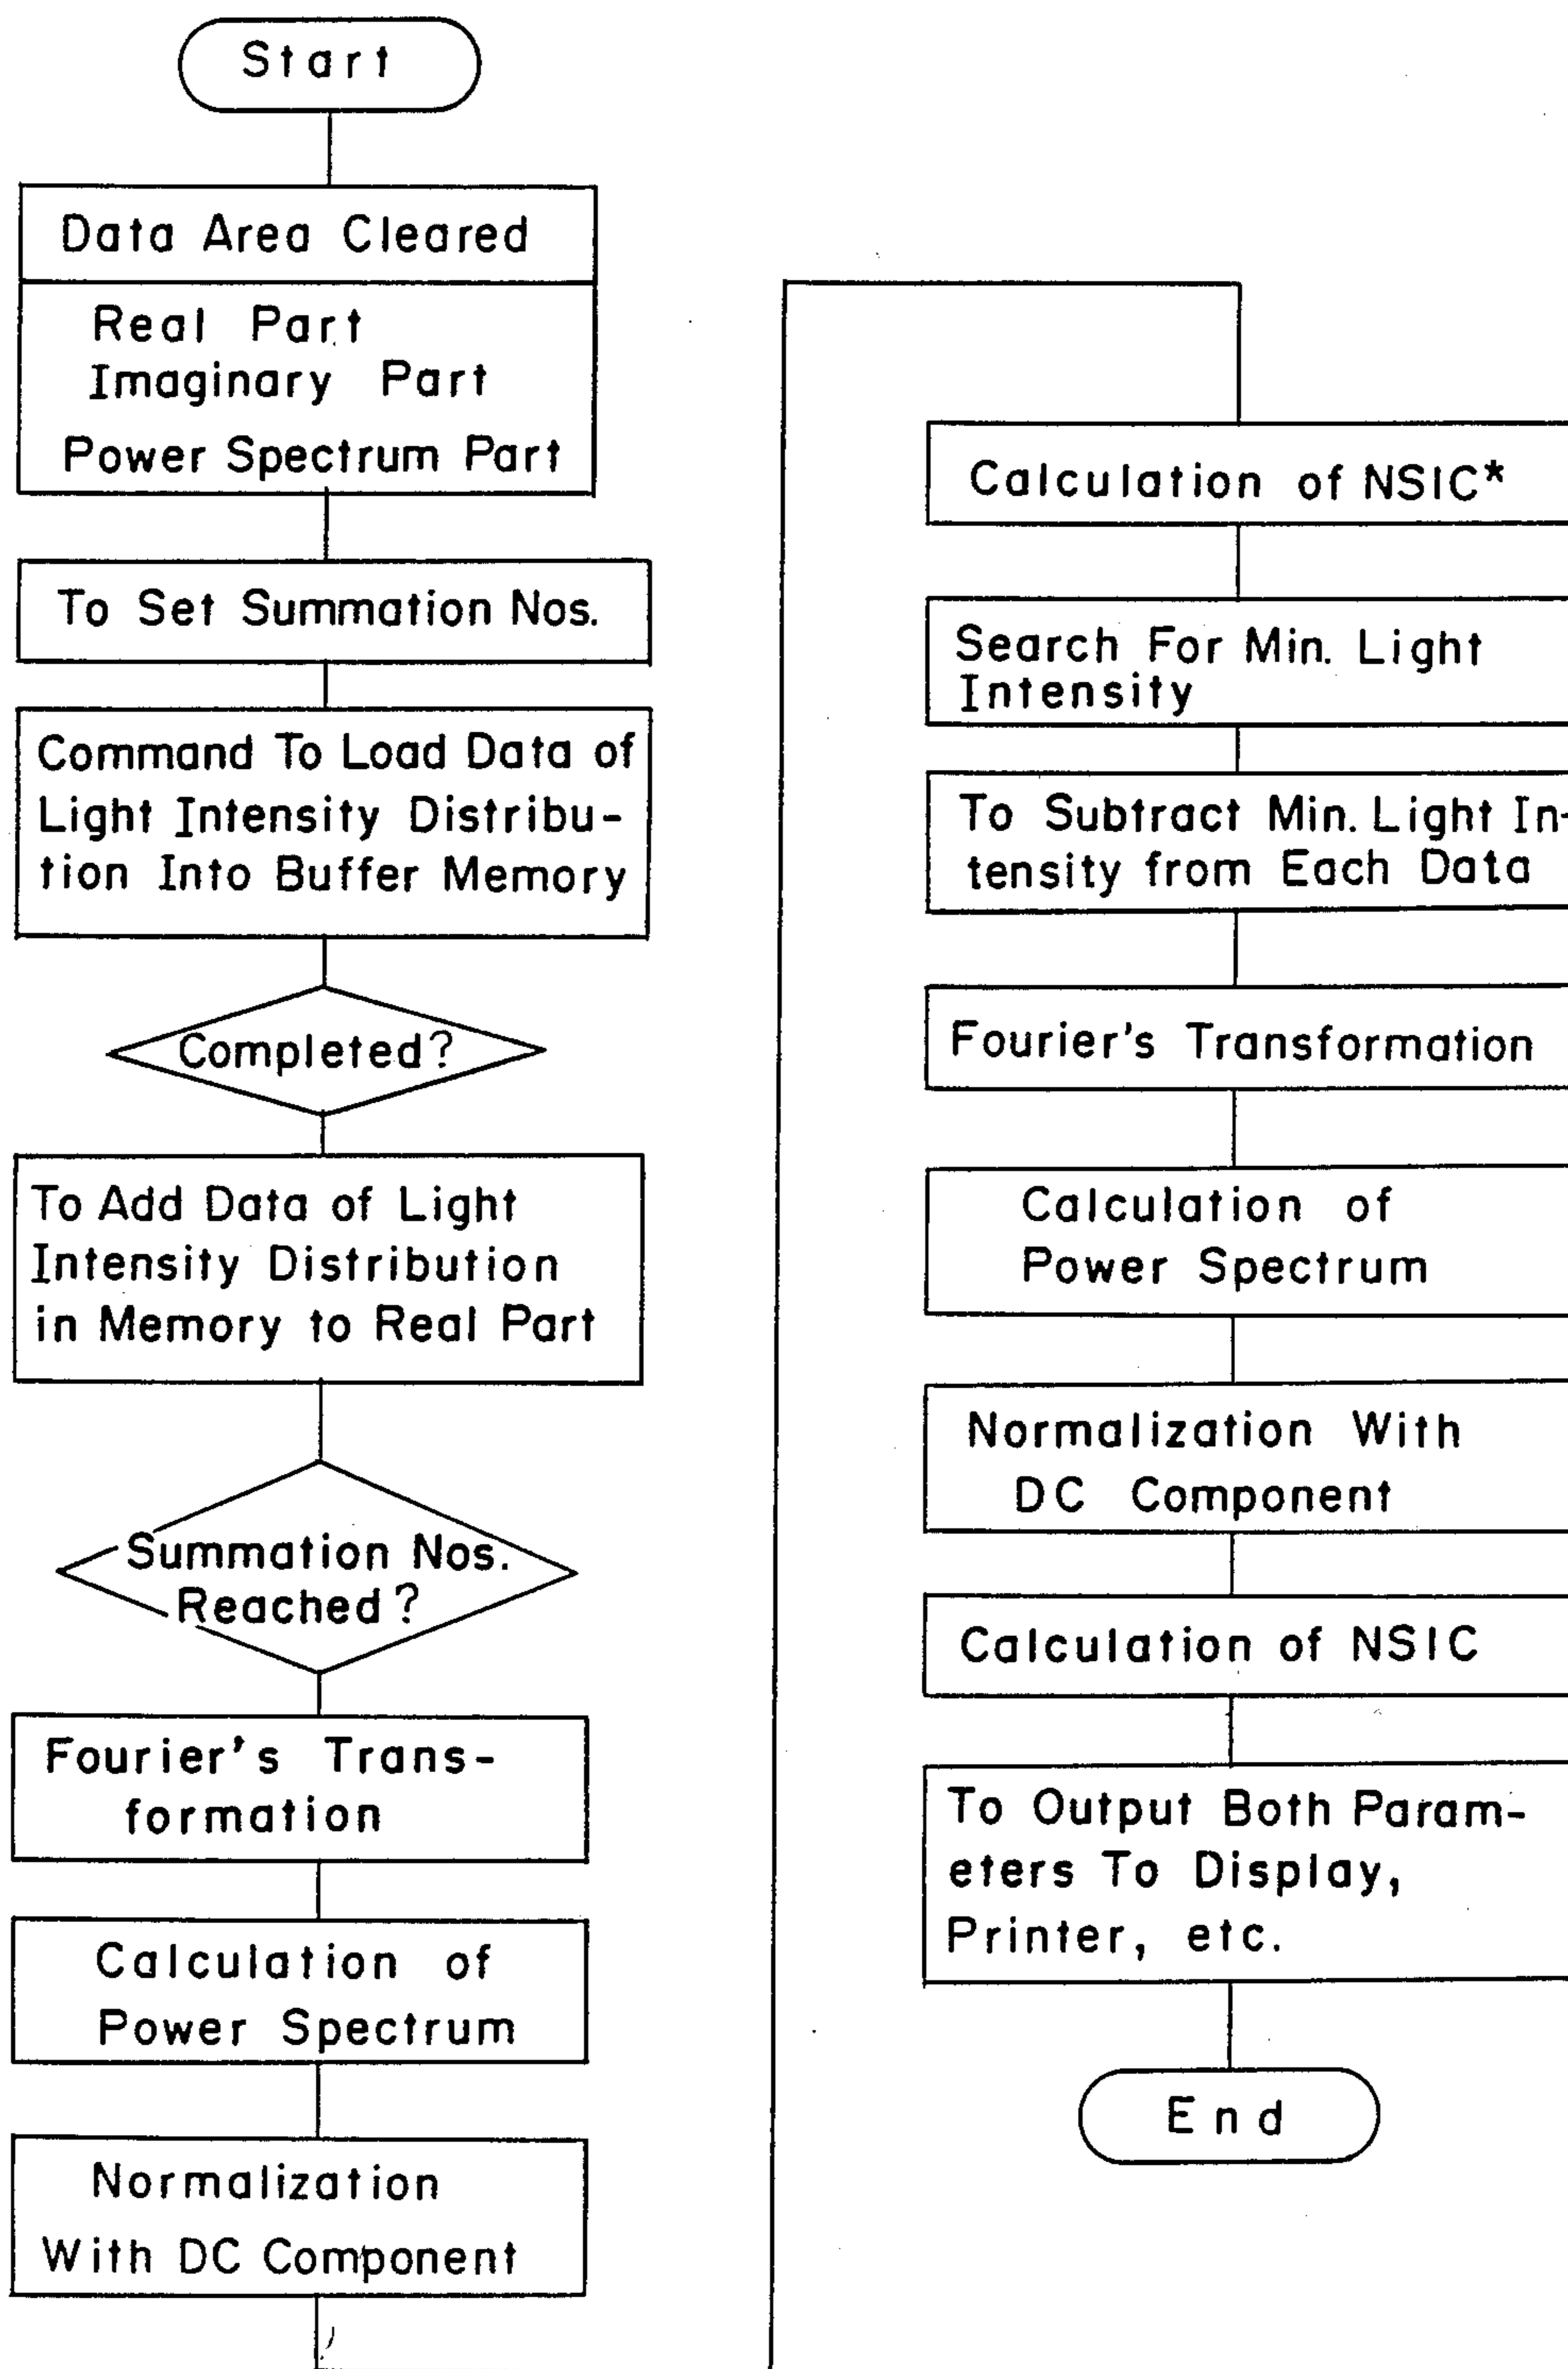 Start
Data Area Cleared
Real Part
Imaginary Part
Power Spectrum Part
To Set Summation Nos.
Command To Load Data of
Light Intensity Distribu-
tion Into Buffer Memory
Completed?
To Add Data of Light
Intensity Distribution
in Memory to Real Part
Summation Nos.
Reached?
Fourier's Trans-
formation
Calculation of
Power Spectrum
Normalization
With DC Component
Calculation of NSIC*
Search For Min. Light
Intensity
To Subtract Min. Light In-
tensity from Each Data
Fourier's Transformation
Calculation of
Power Spectrum
Normalization With
DC Component
Calculation of NSIC
To Output Both Param-
eters To Display,
Printer, etc.
End